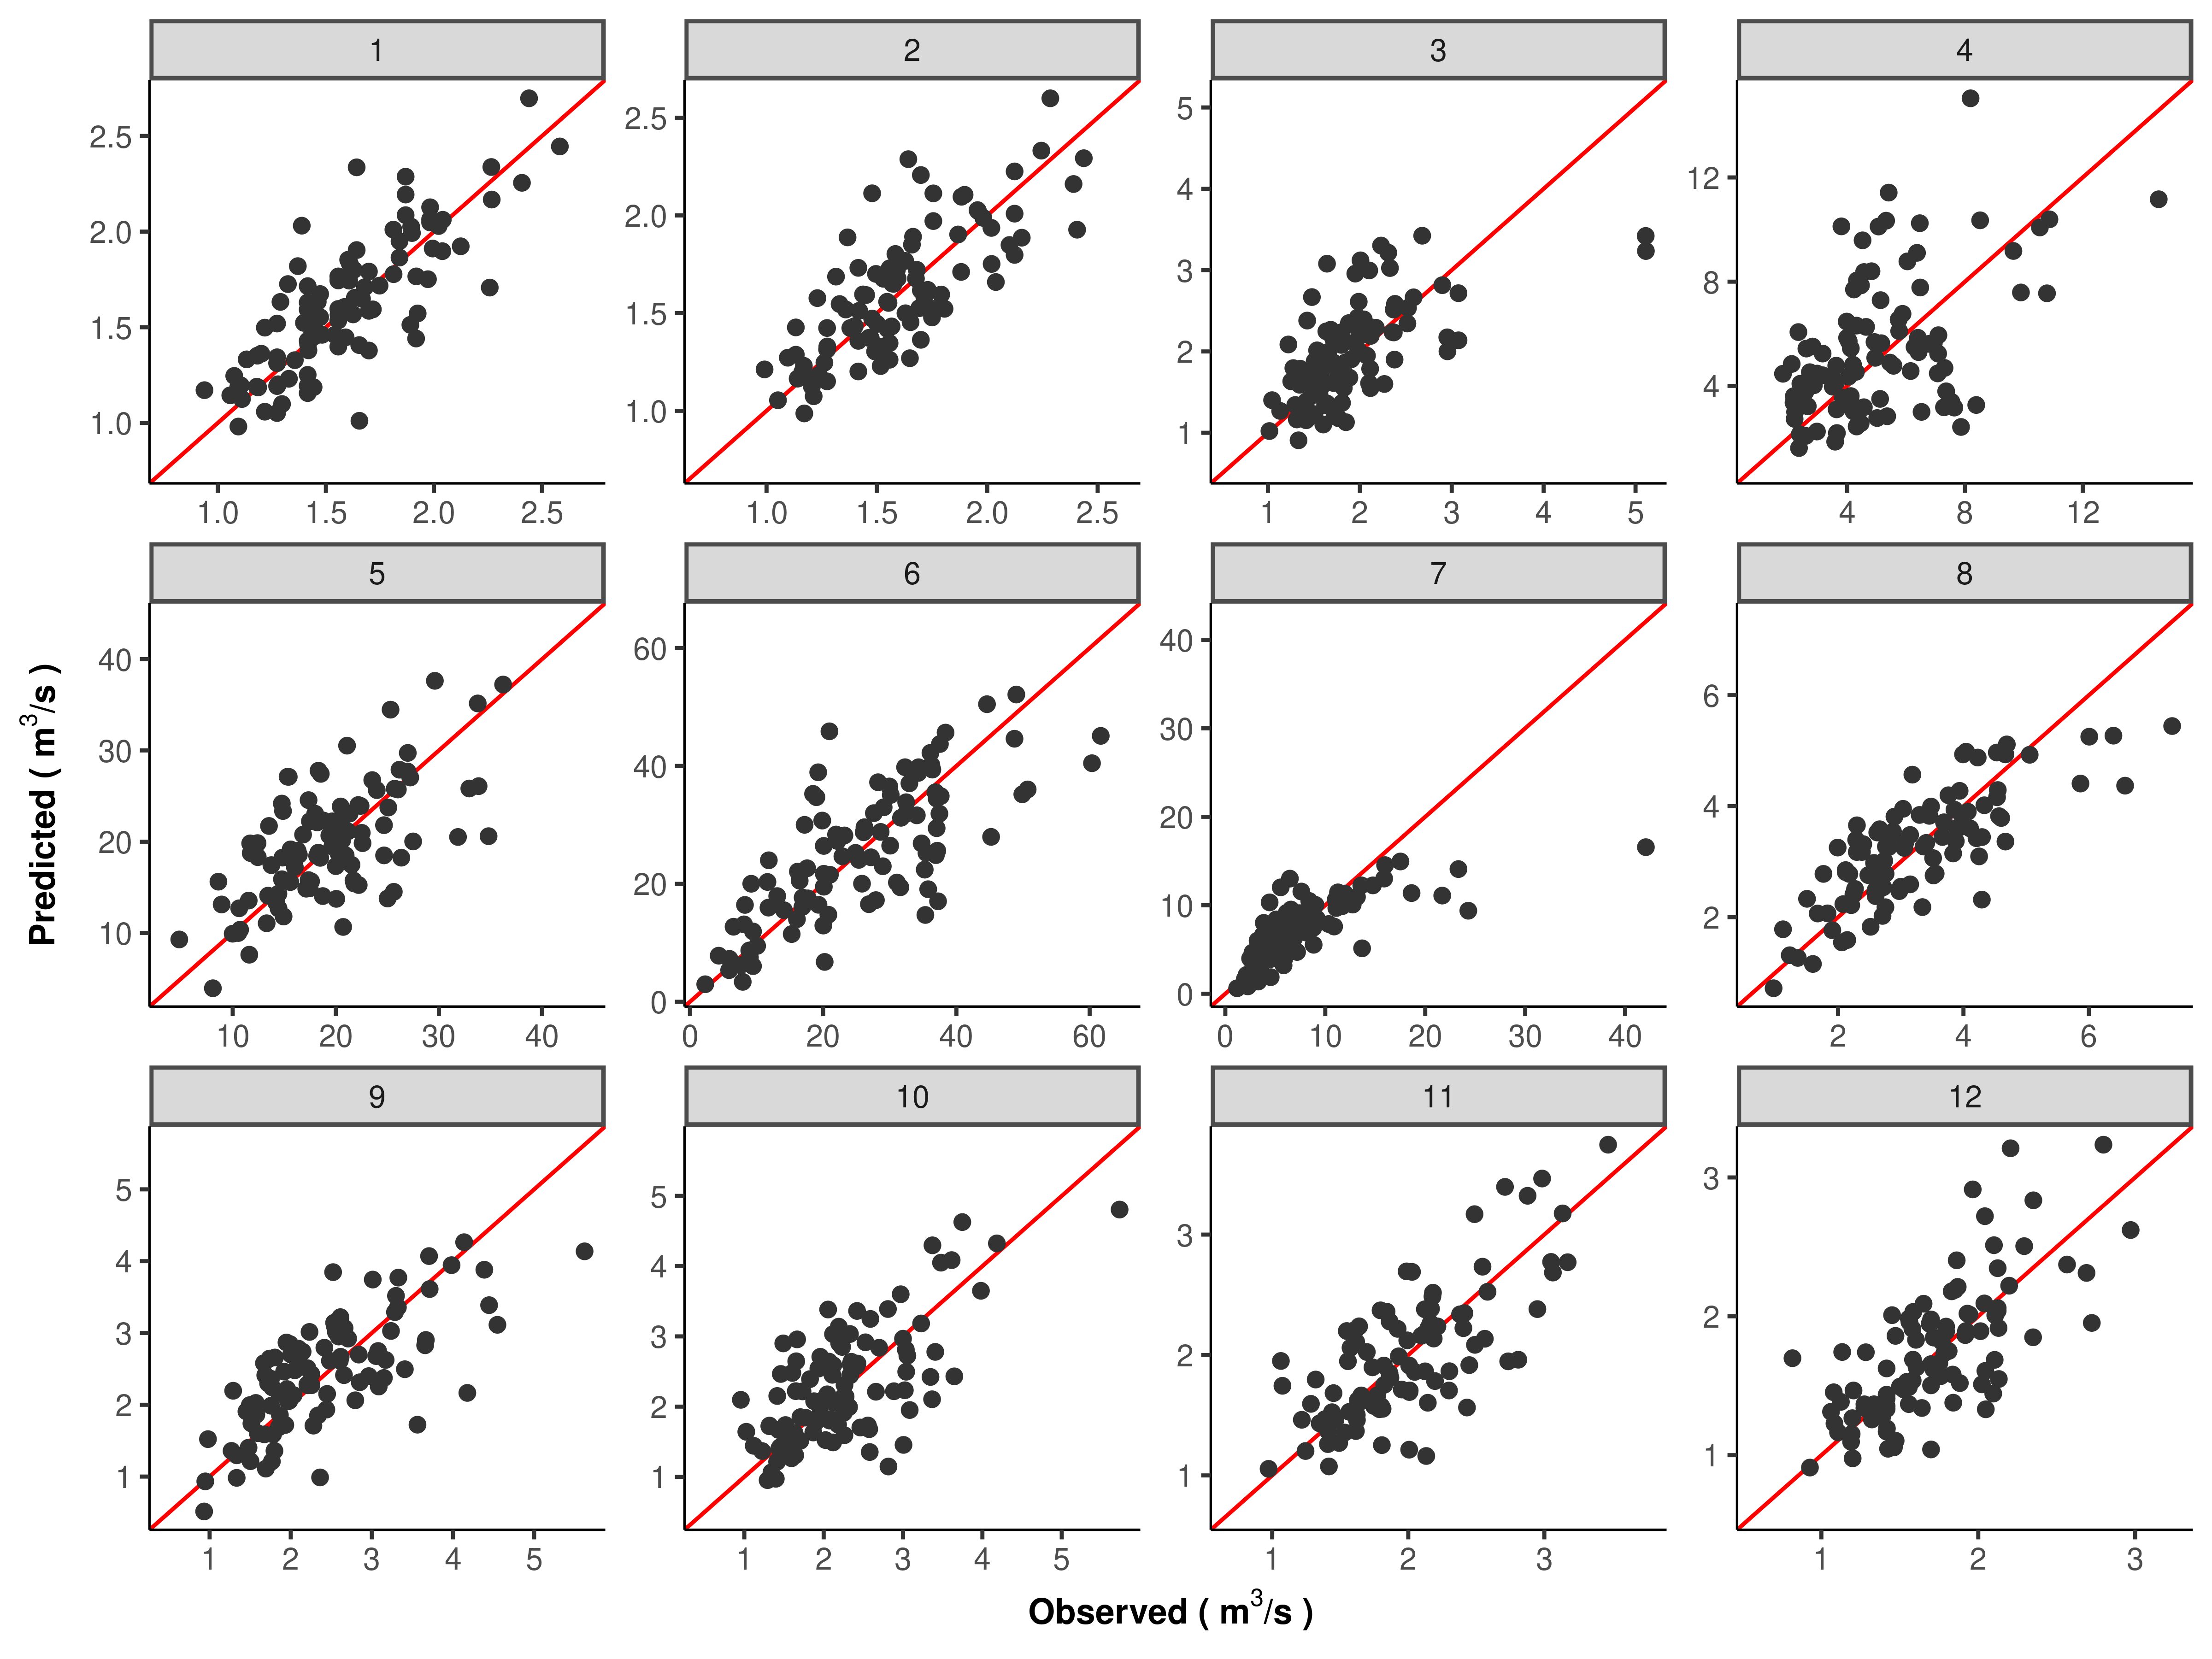 1 2 3 4
2.5 2.0 1.5 1.0
1.0 1.5 2.0 2.5
2.5 2.0 1.5 1.0
1.0 1.5 2.0 2.5
5 4 3 2 1
1 2 3 4 5
12 8 4
4 8 12
5 6 7 8
40 30 20 10
10 20 30 40
60 40 20 0
0 20 40 60
40 30 20 10 0
0 10 20 30 40
6 4 2
2 4 6
9 10 11 12
5 4 3 2 1
1 2 3 4 5
5 4 3 2 1
1 2 3 4 5
3 2 1
1 2 3
3 2 1
1 2 3
Predicted ( m³/s )
Observed ( m³/s )